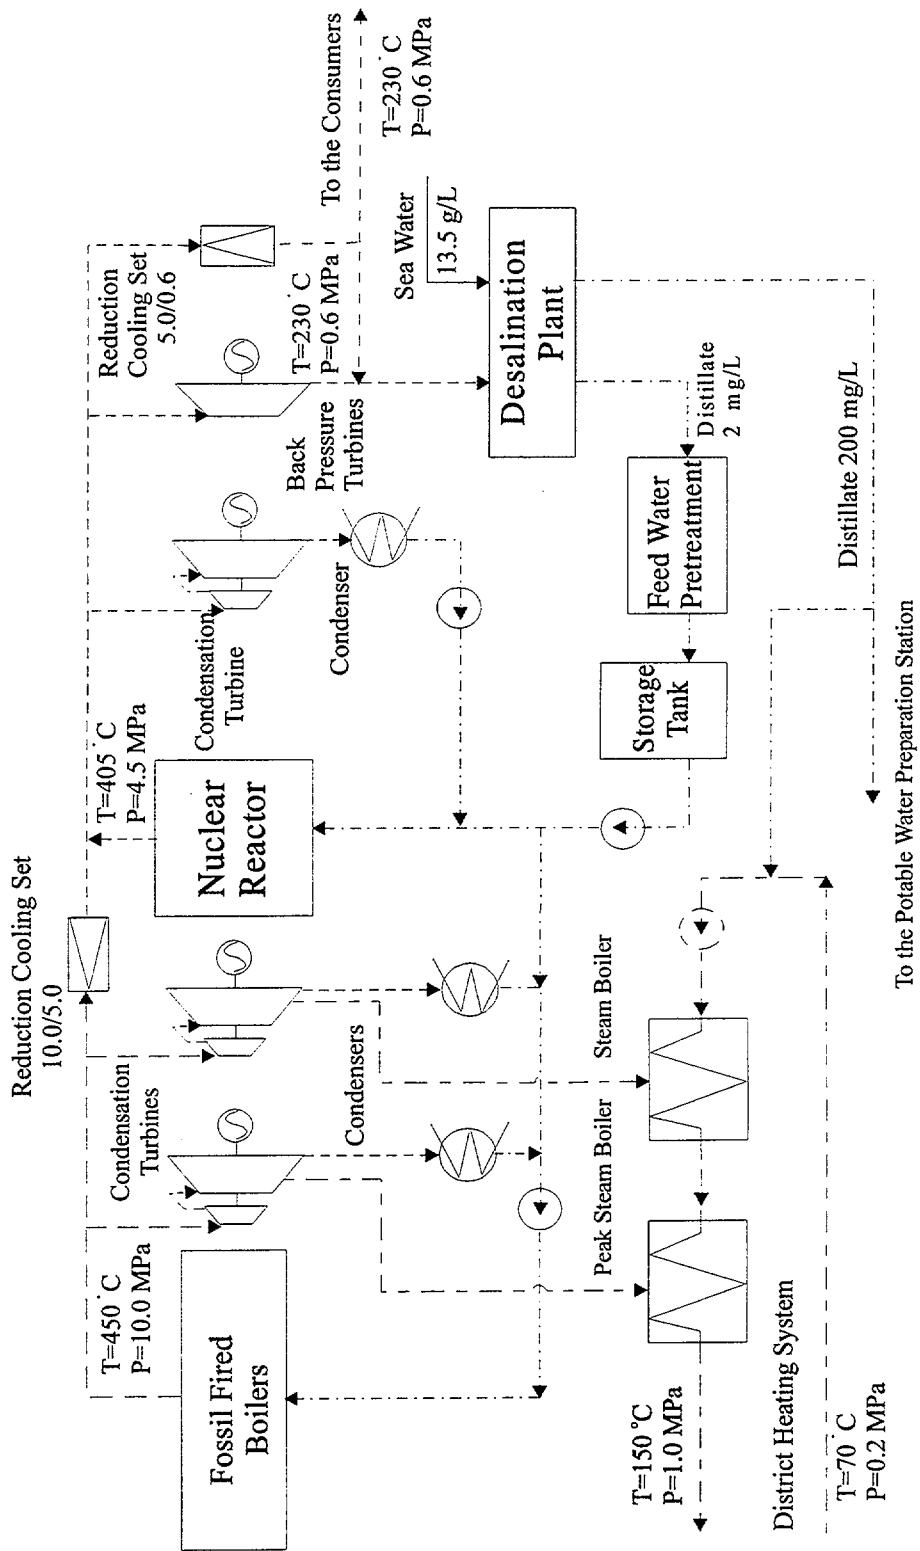 Reduction Cooling Set
10.0/5.0
T=450°C
P=10.0 MPa
Condensation
Turbines
Fossil Fired
Boilers
Condensers
T=405°C
P=4.5 MPa
Nuclear
Reactor
Condensation
Turbine
Condenser
Reduction
Cooling Set
5.0/0.6
Back
Pressure
Turbines
T=230°C
P=0.6 MPa
To the Consumers
T=230°C
P=0.6 MPa
Sea Water
13.5 g/L
Desalination
Plant
Distillate
2 mg/L
Feed Water
Pretreatment
Storage
Tank
Peak Steam Boiler
Steam Boiler
T=150°C
P=1.0 MPa
District Heating System
T=70°C
P=0.2 MPa
Distillate 200 mg/L
To the Potable Water Preparation Station